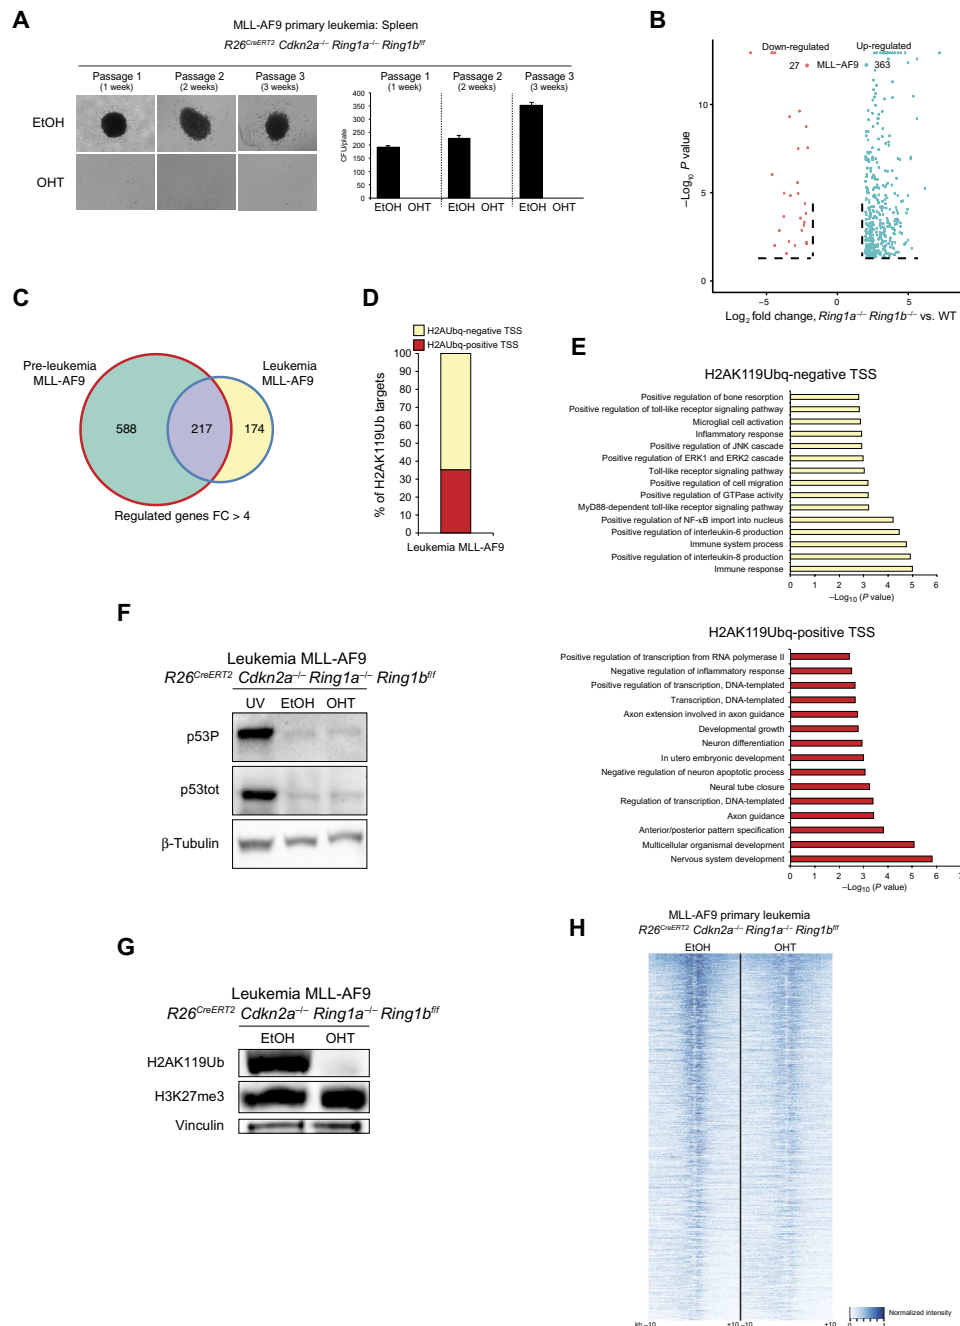 A
MLL-AF9 primary leukemia: Spleen
R26CreERT2 Cdkn2a–/– Ring1a–/– Ring1bf/f
Passage 1
(1 week)
Passage 2
(2 weeks)
Passage 3
(3 weeks)
EtOH
OHT
Passage 1
(1 week)
Passage 2
(2 weeks)
Passage 3
(3 weeks)
CFU/plate
400
350
300
250
200
150
100
50
0
EtOH OHT EtOH OHT EtOH OHT
B
Down-regulated Up-regulated
27 MLL−AF9 363
–Log10 P value
10
5
0
−5 0 5
Log2 fold change, Ring1a–/– Ring1b–/– vs. WT
C
Pre-leukemia
MLL-AF9
Leukemia
MLL-AF9
588 217 174
Regulated genes FC > 4
D
H2AUbq-negative TSS
H2AUbq-positive TSS
% of H2AK119Ub targets
100
90
80
70
60
50
40
30
20
10
0
Leukemia MLL-AF9
E
H2AK119Ubq-negative TSS
Positive regulation of bone resorption
Positive regulation of toll-like receptor signaling pathway
Microglial cell activation
Inflammatory response
Positive regulation of JNK cascade
Positive regulation of ERK1 and ERK2 cascade
Toll-like receptor signaling pathway
Positive regulation of cell migration
Positive regulation of GTPase activity
MyD88-dependent toll-like receptor signaling pathway
Positive regulation of NF-κB import into nucleus
Positive regulation of interleukin-6 production
Immune system process
Positive regulation of interleukin-8 production
Immune response
0 1 2 3 4 5 6
–Log10 (P value)
H2AK119Ubq-positive TSS
Positive regulation of transcription from RNA polymerase II
Negative regulation of inflammatory response
Positive regulation of transcription, DNA-templated
Transcription, DNA-templated
Axon extension involved in axon guidance
Developmental growth
Neuron differentiation
In utero embryonic development
Negative regulation of neuron apoptotic process
Neural tube closure
Regulation of transcription, DNA-templated
Axon guidance
Anterior/posterior pattern specification
Multicellular organismal development
Nervous system development
0 1 2 3 4 5 6 7
–Log10 (P value)
F
Leukemia MLL-AF9
R26CreERT2 Cdkn2a–/– Ring1a–/– Ring1bf/f
UV EtOH OHT
p53P
p53tot
β-Tubulin
G
Leukemia MLL-AF9
R26CreERT2 Cdkn2a–/– Ring1a–/– Ring1bf/f
EtOH OHT
H2AK119Ub
H3K27me3
Vinculin
H
MLL-AF9 primary leukemia
R26CreERT2 Cdkn2a–/– Ring1a–/– Ring1bf/f
EtOH OHT
kb –10 +10 –10 +10
Normalized intensity
0 1